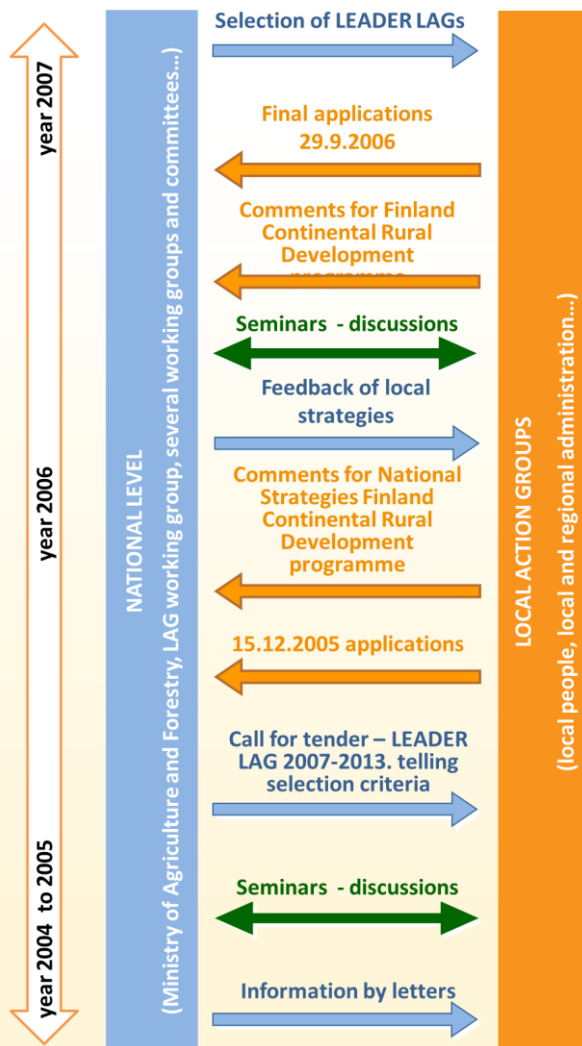 Selection of LEADER LAGs
Final applications
29.9.2006
Comments for Finland
Continental Rural
Development
programme
Seminars - discussions
Feedback of local
strategies
Comments for National
Strategies Finland
Continental Rural
Development
programme
15.12.2005 applications
Call for tender – LEADER
LAG 2007-2013. telling
selection criteria
Seminars - discussions
Information by letters
year 2007
year 2006
year 2004 to 2005
NATIONAL LEVEL
(Ministry of Agriculture and Forestry, LAG working group, several working groups and committees...)
LOCAL ACTION GROUPS
(local people, local and regional administration...)